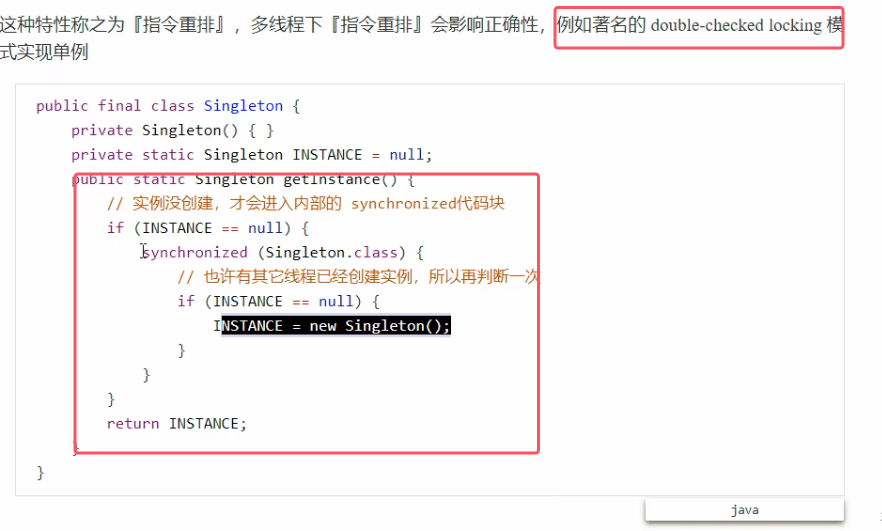 这种特性称之为『指令重排』，多线程下『指令重排』会影响正确性，例如著名的 double-checked locking 模
式实现单例
public final class Singleton {
private Singleton() { }
private static Singleton INSTANCE = null;
public static Singleton getInstance() {
// 实例没创建，才会进入内部的 synchronized代码块
if (INSTANCE == null) {
synchronized (Singleton.class) {
// 也许有其它线程已经创建实例，所以再判断一次
if (INSTANCE == null) {
INSTANCE = new Singleton();
}
}
}
return INSTANCE;
}
}
java